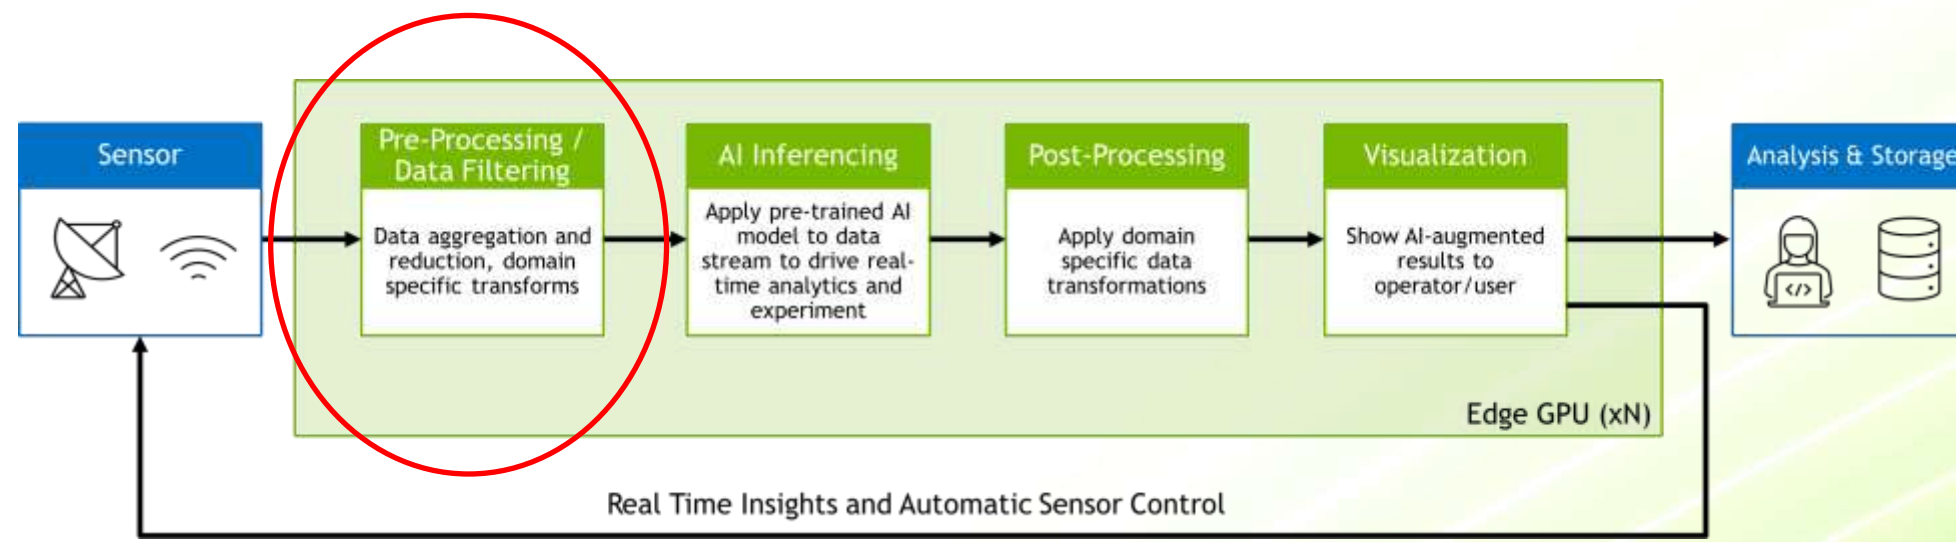 Sensor
Pre-Processing /
Data Filtering
Data aggregation and
reduction, domain
specific transforms
AI Inferencing
Apply pre-trained AI
model to data
stream to drive real-
time analytics and
experiment
Post-Processing
Apply domain
specific data
transformations
Visualization
Show AI-augmented
results to
operator/user
Analysis & Storage
</>
Edge GPU (xN)
Real Time Insights and Automatic Sensor Control